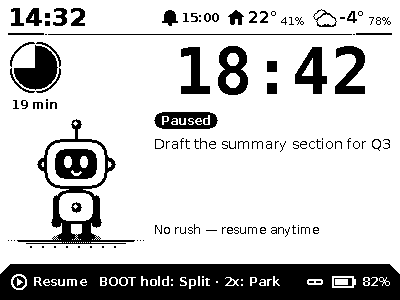 14:32 15:00 22° 41% -4° 78%
18:42
19 min
Paused
Draft the summary section for Q3
No rush — resume anytime
Resume BOOT hold: Split · 2x: Park 82%